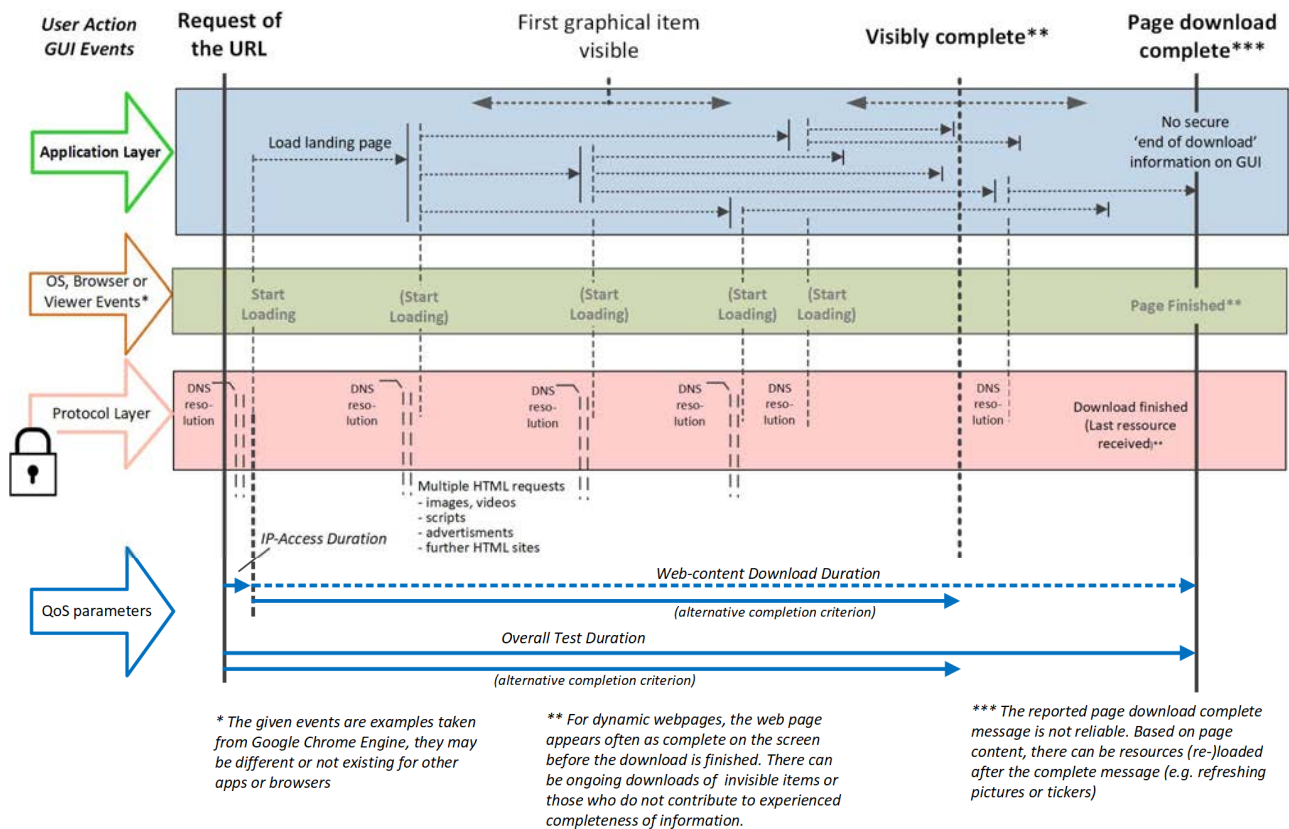 User Action
GUI Events
Request of
the URL
First graphical item
visible
Visibly complete**
Page download
complete***
Application Layer
Load landing page
No secure
'end of download'
information on GUI
OS, Browser or
Viewer Events*
Start
Loading
(Start
Loading)
(Start
Loading)
(Start
Loading)
(Start
Loading)
Page Finished**
Protocol Layer
DNS
reso-
lution
DNS
reso-
lution
DNS
reso-
lution
DNS
reso-
lution
DNS
reso-
lution
DNS
reso-
lution
Download finished
(Last ressource
received)**
Multiple HTML requests
- images, videos
- scripts
- advertisments
- further HTML sites
IP-Access Duration
QoS parameters
Web-content Download Duration
(alternative completion criterion)
Overall Test Duration
(alternative completion criterion)
* The given events are examples taken
from Google Chrome Engine, they may
be different or not existing for other
apps or browsers
** For dynamic webpages, the web page
appears often as complete on the screen
before the download is finished. There can
be ongoing downloads of invisible items or
those who do not contribute to experienced
completeness of information.
*** The reported page download complete
message is not reliable. Based on page
content, there can be resources (re-)loaded
after the complete message (e.g. refreshing
pictures or tickers)